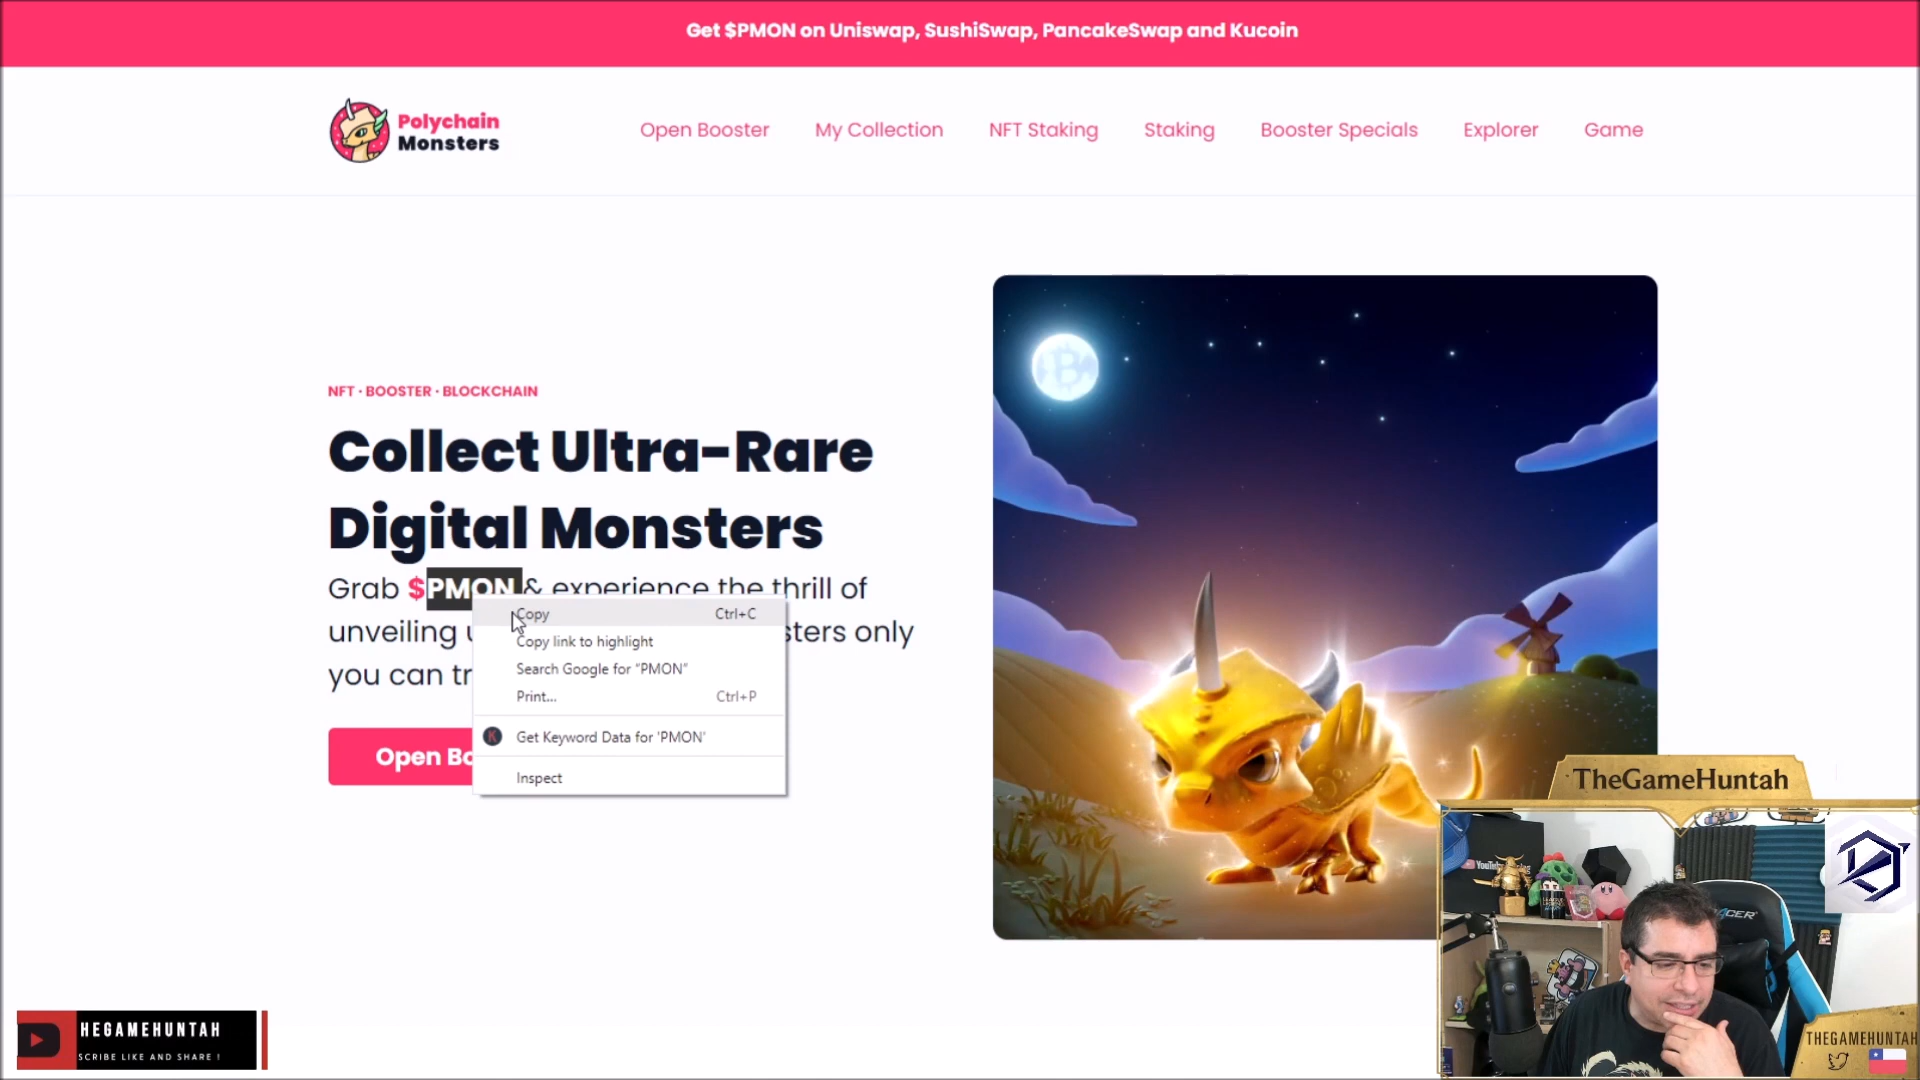 Get $PMON on Uniswap, SushiSwap, PancakeSwap and Kucoin
Polychain
Monsters
Open Booster
My Collection
NFT Staking
Staking
Booster Specials
Explorer
Game
NFT · BOOSTER · BLOCKCHAIN
Collect Ultra-Rare
Digital Monsters
Grab $PMON & experience the thrill of
unveiling
sters only
you can tr
Copy Ctrl+C
Copy link to highlight
Search Google for “PMON”
Print... Ctrl+P
K Get Keyword Data for 'PMON'
Inspect
Open Bo
TheGameHuntah
YouTube
ACER
HEGAMEHUNTAH
SCRIBE LIKE AND SHARE !
THEGAMEHUNTAH